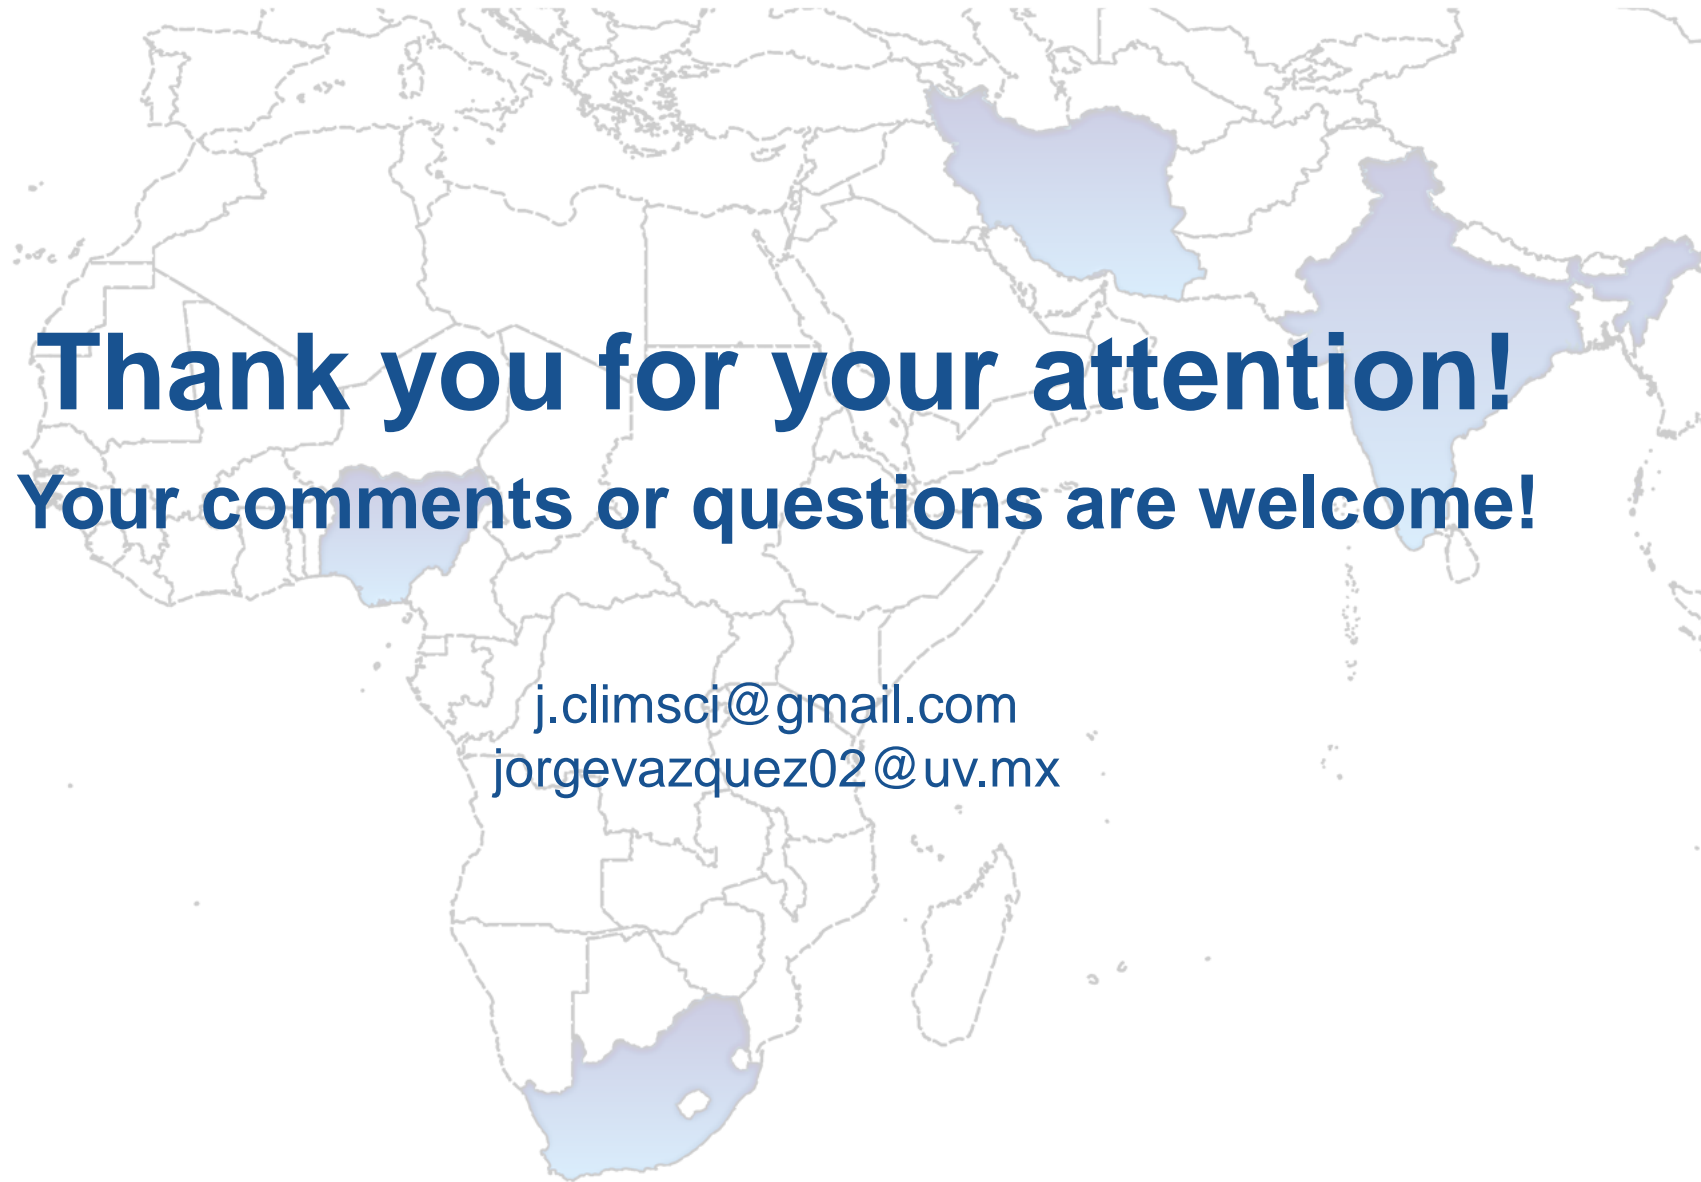 Thank you for your attention!
Your comments or questions are welcome!
j.climsci@gmail.com
jorgevazquez02@uv.mx